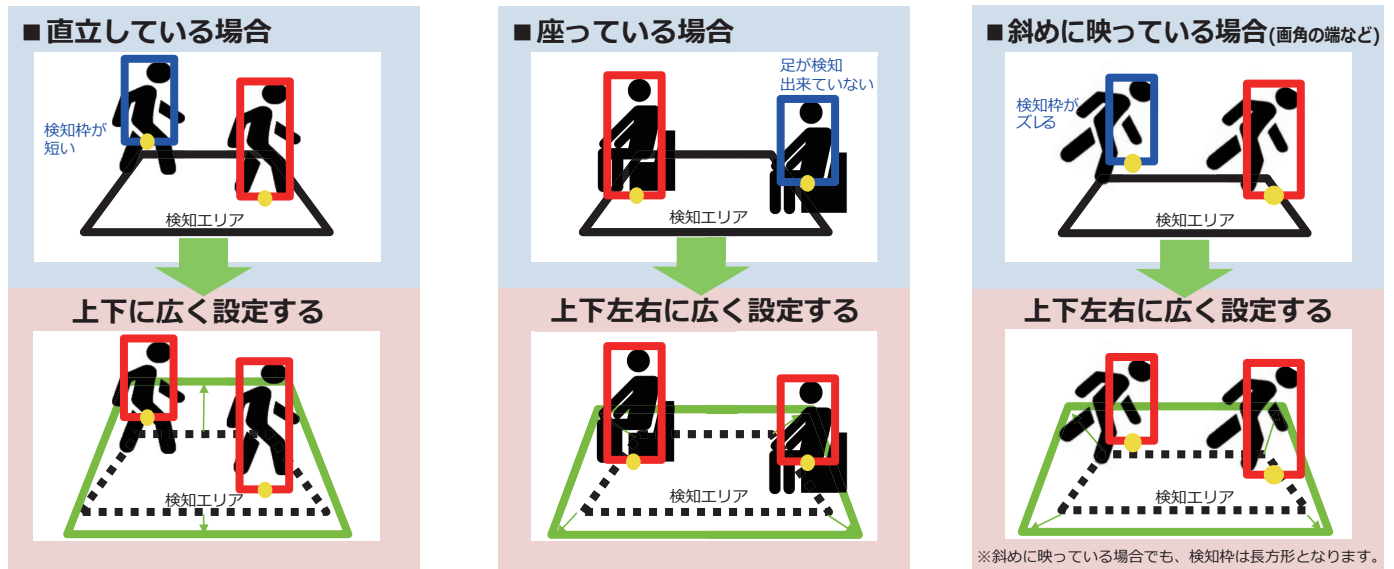 ■直立している場合
検知枠が
短い
検知エリア
上下に広く設定する
検知エリア
■座っている場合
足が検知
出来ていない
検知エリア
上下左右に広く設定する
検知エリア
■斜めに映っている場合(画角の端など)
検知枠が
ズレる
検知エリア
上下左右に広く設定する
検知エリア
※斜めに映っている場合でも、検知枠は長方形となります。